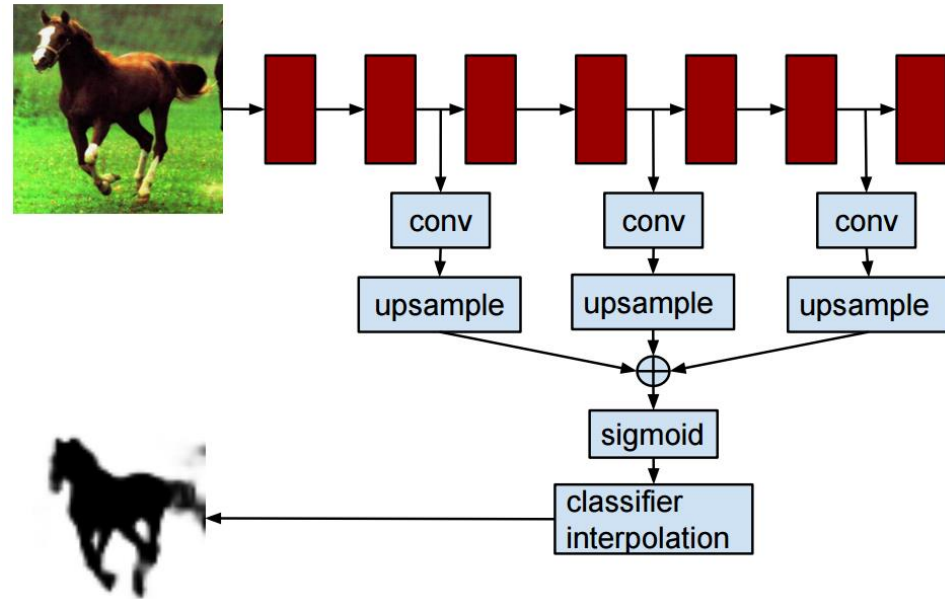 conv
conv
conv
upsample
upsample
upsample
sigmoid
classifier
interpolation